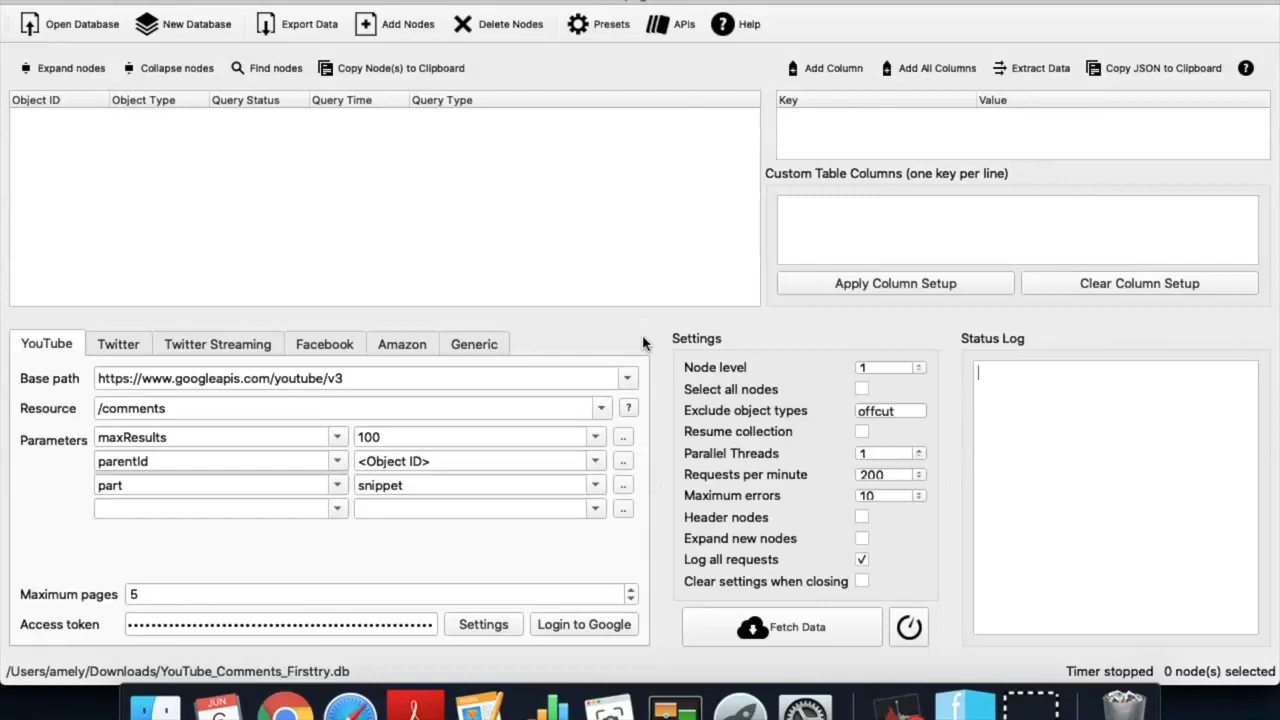 Open Database New Database Export Data Add Nodes Delete Nodes Presets APIs ? Help
Expand nodes Collapse nodes Find nodes Copy Node(s) to Clipboard
Add Column Add All Columns Extract Data Copy JSON to Clipboard ?
Object ID Object Type Query Status Query Time Query Type
Key Value
Custom Table Columns (one key per line)
Apply Column Setup Clear Column Setup
YouTube Twitter Twitter Streaming Facebook Amazon Generic
Base path https://www.googleapis.com/youtube/v3
Resource /comments ?
Parameters maxResults 100 ..
parentId <Object ID> ..
part snippet ..
..
Maximum pages 5
Access token •••••••••••••••••••••••••••••••••••••••••••• Settings Login to Google
Settings
Node level 1
Select all nodes
Exclude object types offcut
Resume collection
Parallel Threads 1
Requests per minute 200
Maximum errors 10
Header nodes
Expand new nodes
Log all requests ✓
Clear settings when closing
Fetch Data
Status Log
/Users/amely/Downloads/YouTube_Comments_Firsttry.db
Timer stopped 0 node(s) selected
JUN